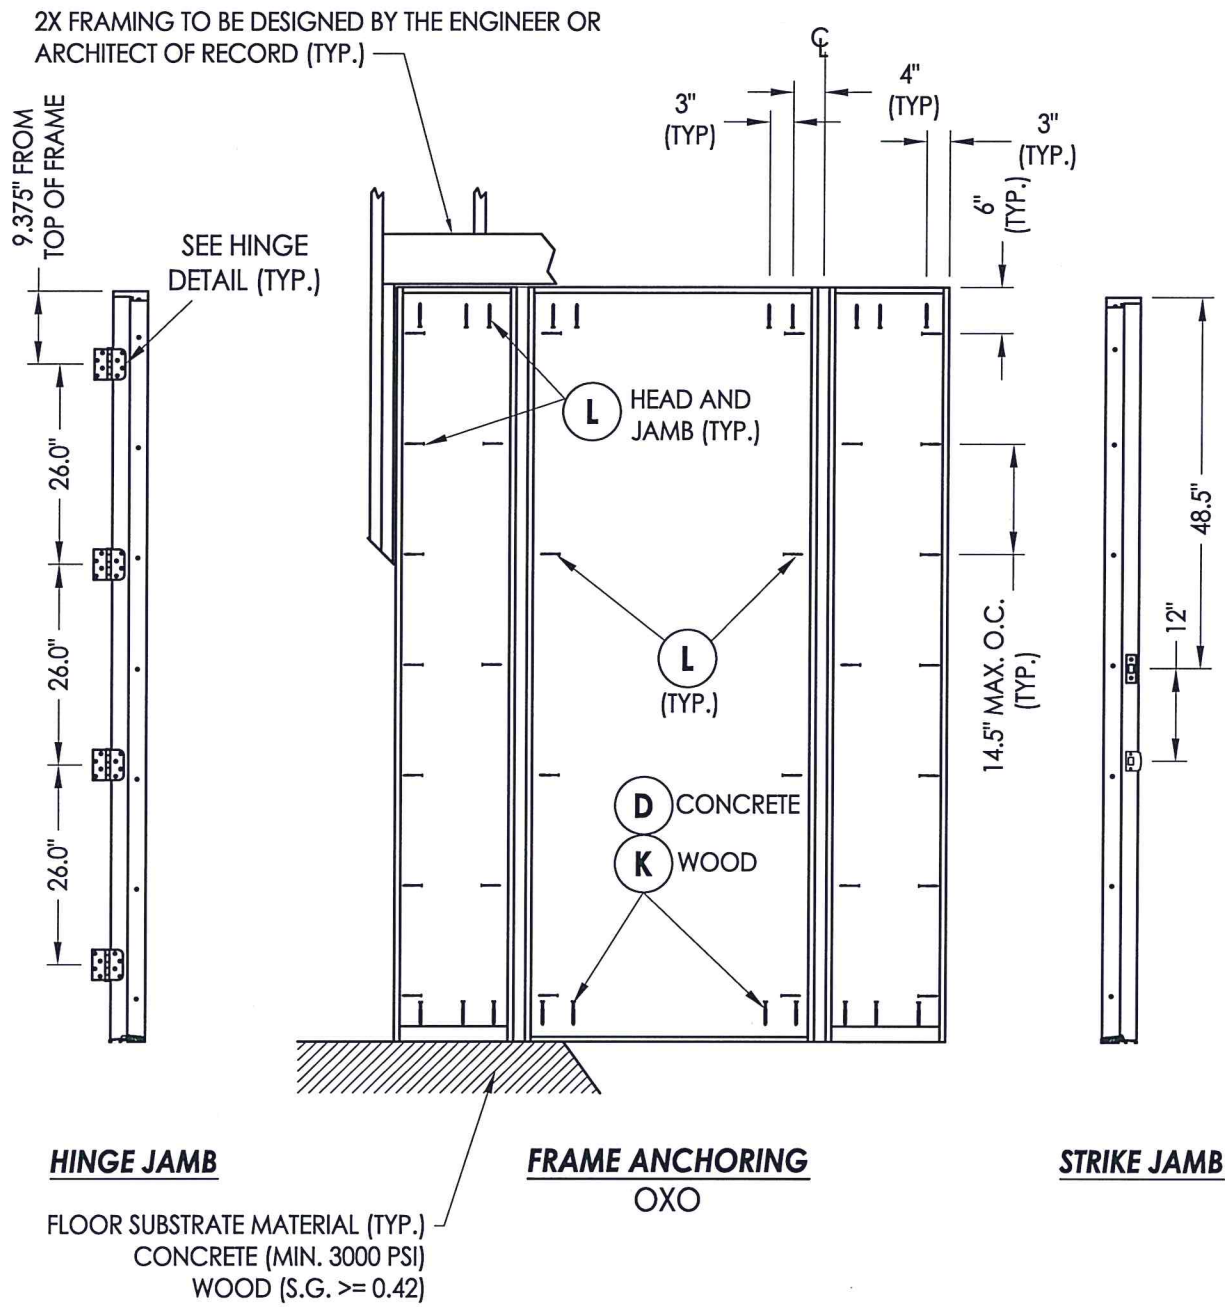 2X FRAMING TO BE DESIGNED BY THE ENGINEER OR
ARCHITECT OF RECORD (TYP.)
9.375" FROM
TOP OF FRAME
SEE HINGE
DETAIL (TYP.)
3"
(TYP)
℄
4"
(TYP)
3"
(TYP.)
6"
(TYP.)
L
HEAD AND
JAMB (TYP.)
26.0"
26.0"
26.0"
L
(TYP.)
14.5" MAX. O.C.
(TYP.)
48.5"
12"
D CONCRETE
K WOOD
HINGE JAMB
FRAME ANCHORING
OXO
STRIKE JAMB
FLOOR SUBSTRATE MATERIAL (TYP.)
CONCRETE (MIN. 3000 PSI)
WOOD (S.G. >= 0.42)